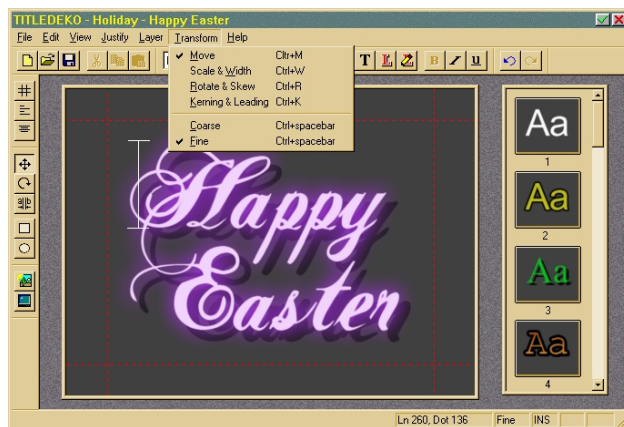 TITLEDEKO - Holiday - Happy Easter
File Edit View Justify Layer Transform Help
Move Cltr+M
Scale & Width Ctrl+W
Rotate & Skew Ctrl+R
Kerning & Leading Ctrl+K
Coarse Ctrl+spacebar
Fine Ctrl+spacebar
T L 2 B I U
a b
Happy
Easter
Aa
1
Aa
2
Aa
3
Aa
4
Ln 260, Dot 136 Fine INS